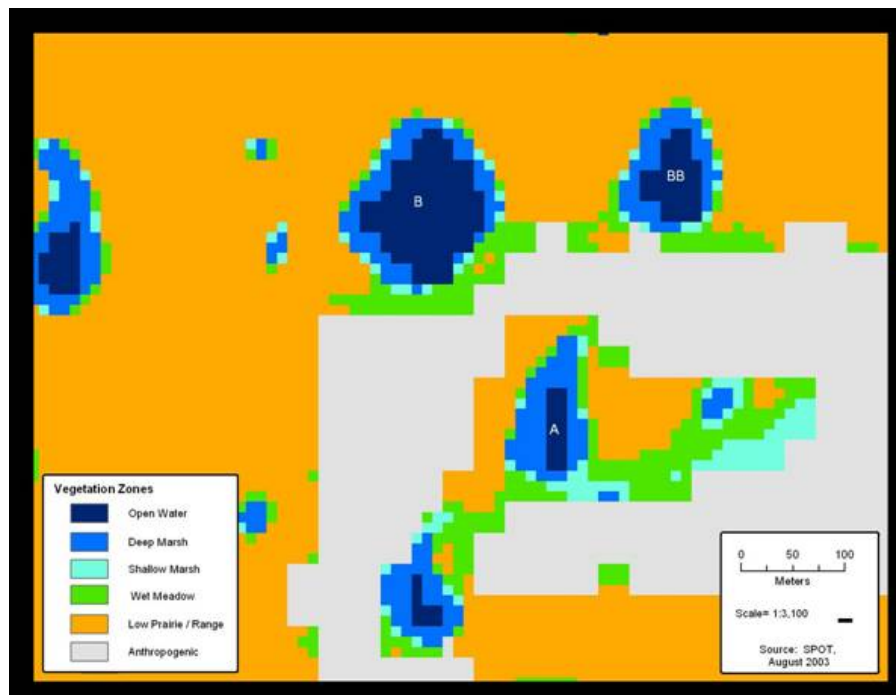 B
BB
A
Vegetation Zones
Open Water
Deep Marsh
Shallow Marsh
Wet Meadow
Low Prairie / Range
Anthropogenic
0 50 100
Meters
Scale= 1:3,100
Source: SPOT,
August 2003